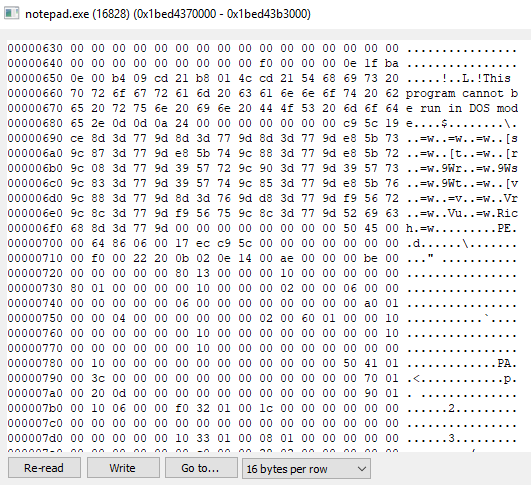 notepad.exe (16828) (0x1bed4370000 - 0x1bed43b3000)
00000630 00 00 00 00 00 00 00 00 00 00 00 00 00 00 00 00 ................
00000640 00 00 00 00 00 00 00 00 f0 00 00 00 00 0e 1f ba ................
00000650 0e 00 b4 09 cd 21 b8 01 4c cd 21 54 68 69 73 20 .....!..L.!This
00000660 70 72 6f 67 72 61 6d 20 63 61 6e 6e 6f 74 20 62 program cannot b
00000670 65 20 72 75 6e 20 69 6e 20 44 4f 53 20 6d 6f 64 e run in DOS mod
00000680 65 2e 0d 0d 0a 24 00 00 00 00 00 00 00 c9 5c 19 e....$........\.
00000690 ce 8d 3d 77 9d 8d 3d 77 9d 8d 3d 77 9d e8 5b 73 ..=w..=w..=w..[s
000006a0 9c 87 3d 77 9d e8 5b 74 9c 88 3d 77 9d e8 5b 72 ..=w..[t..=w..[r
000006b0 9c 08 3d 77 9d 39 57 72 9c 90 3d 77 9d 39 57 73 ..=w.9Wr..=w.9Ws
000006c0 9c 83 3d 77 9d 39 57 74 9c 85 3d 77 9d e8 5b 76 ..=w.9Wt..=w..[v
000006d0 9c 88 3d 77 9d 8d 3d 76 9d d8 3d 77 9d f9 56 72 ..=w..=v..=w..Vr
000006e0 9c 8c 3d 77 9d f9 56 75 9c 8c 3d 77 9d 52 69 63 ..=w..Vu..=w.Ric
000006f0 68 8d 3d 77 9d 00 00 00 00 00 00 00 00 50 45 00 h.=w.........PE.
00000700 00 64 86 06 00 17 ec c9 5c 00 00 00 00 00 00 00 .d......\.......
00000710 00 f0 00 22 20 0b 02 0e 14 00 ae 00 00 00 be 00 ..." ...........
00000720 00 00 00 00 00 80 13 00 00 00 10 00 00 00 00 00 ................
00000730 80 01 00 00 00 00 10 00 00 00 02 00 00 06 00 00 ................
00000740 00 00 00 00 00 06 00 00 00 00 00 00 00 00 a0 01 ................
00000750 00 00 04 00 00 00 00 00 00 02 00 60 01 00 00 10 ...........`....
00000760 00 00 00 00 00 00 10 00 00 00 00 00 00 00 00 10 ................
00000770 00 00 00 00 00 00 10 00 00 00 00 00 00 00 00 00 ................
00000780 00 10 00 00 00 00 00 00 00 00 00 00 00 50 41 01 .............PA.
00000790 00 3c 00 00 00 00 00 00 00 00 00 00 00 00 70 01 .<............p.
000007a0 00 20 0d 00 00 00 00 00 00 00 00 00 00 00 90 01 . ..............
000007b0 00 10 06 00 00 f0 32 01 00 1c 00 00 00 00 00 00 ......2.........
000007c0 00 00 00 00 00 00 00 00 00 00 00 00 00 00 00 00 ................
000007d0 00 00 00 00 00 10 33 01 00 08 01 00 00 00 00 00 ......3.........
Re-read Write Go to... 16 bytes per row